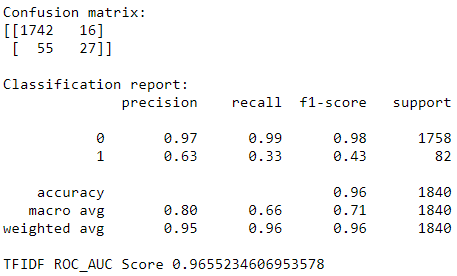 Confusion matrix:
[[1742   16]
 [  55   27]]
Classification report:
              precision    recall  f1-score   support
           0       0.97      0.99      0.98      1758
           1       0.63      0.33      0.43        82
    accuracy                           0.96      1840
   macro avg       0.80      0.66      0.71      1840
weighted avg       0.95      0.96      0.96      1840
TFIDF ROC_AUC Score 0.9655234606953578